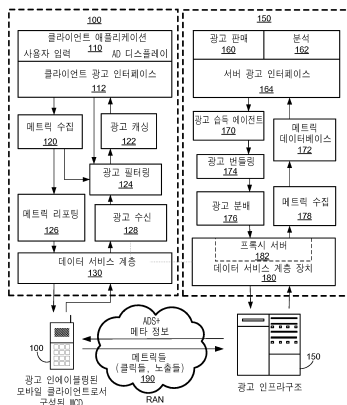 100
클라이언트 애플리케이션
110
사용자 입력
AD 디스플레이
클라이언트 광고 인터페이스
112
메트릭 수집
120
광고 캐싱
122
광고 필터링
124
메트릭 리포팅
126
광고 수신
128
데이터 서비스 계층
130
150
광고 판매
160
분석
162
서버 광고 인터페이스
164
광고 습득 에이전트
170
메트릭
데이터베이스
172
광고 번들링
174
광고 분배
176
메트릭 수집
178
프록시 서버
182
데이터 서비스 계층 장치
180
100
광고 인에이블링된
모바일 클라이언트로서
구성된 MCD
ADS+
메타 정보
메트릭들
(클릭들, 노출들)
190
RAN
150
광고 인프라구조